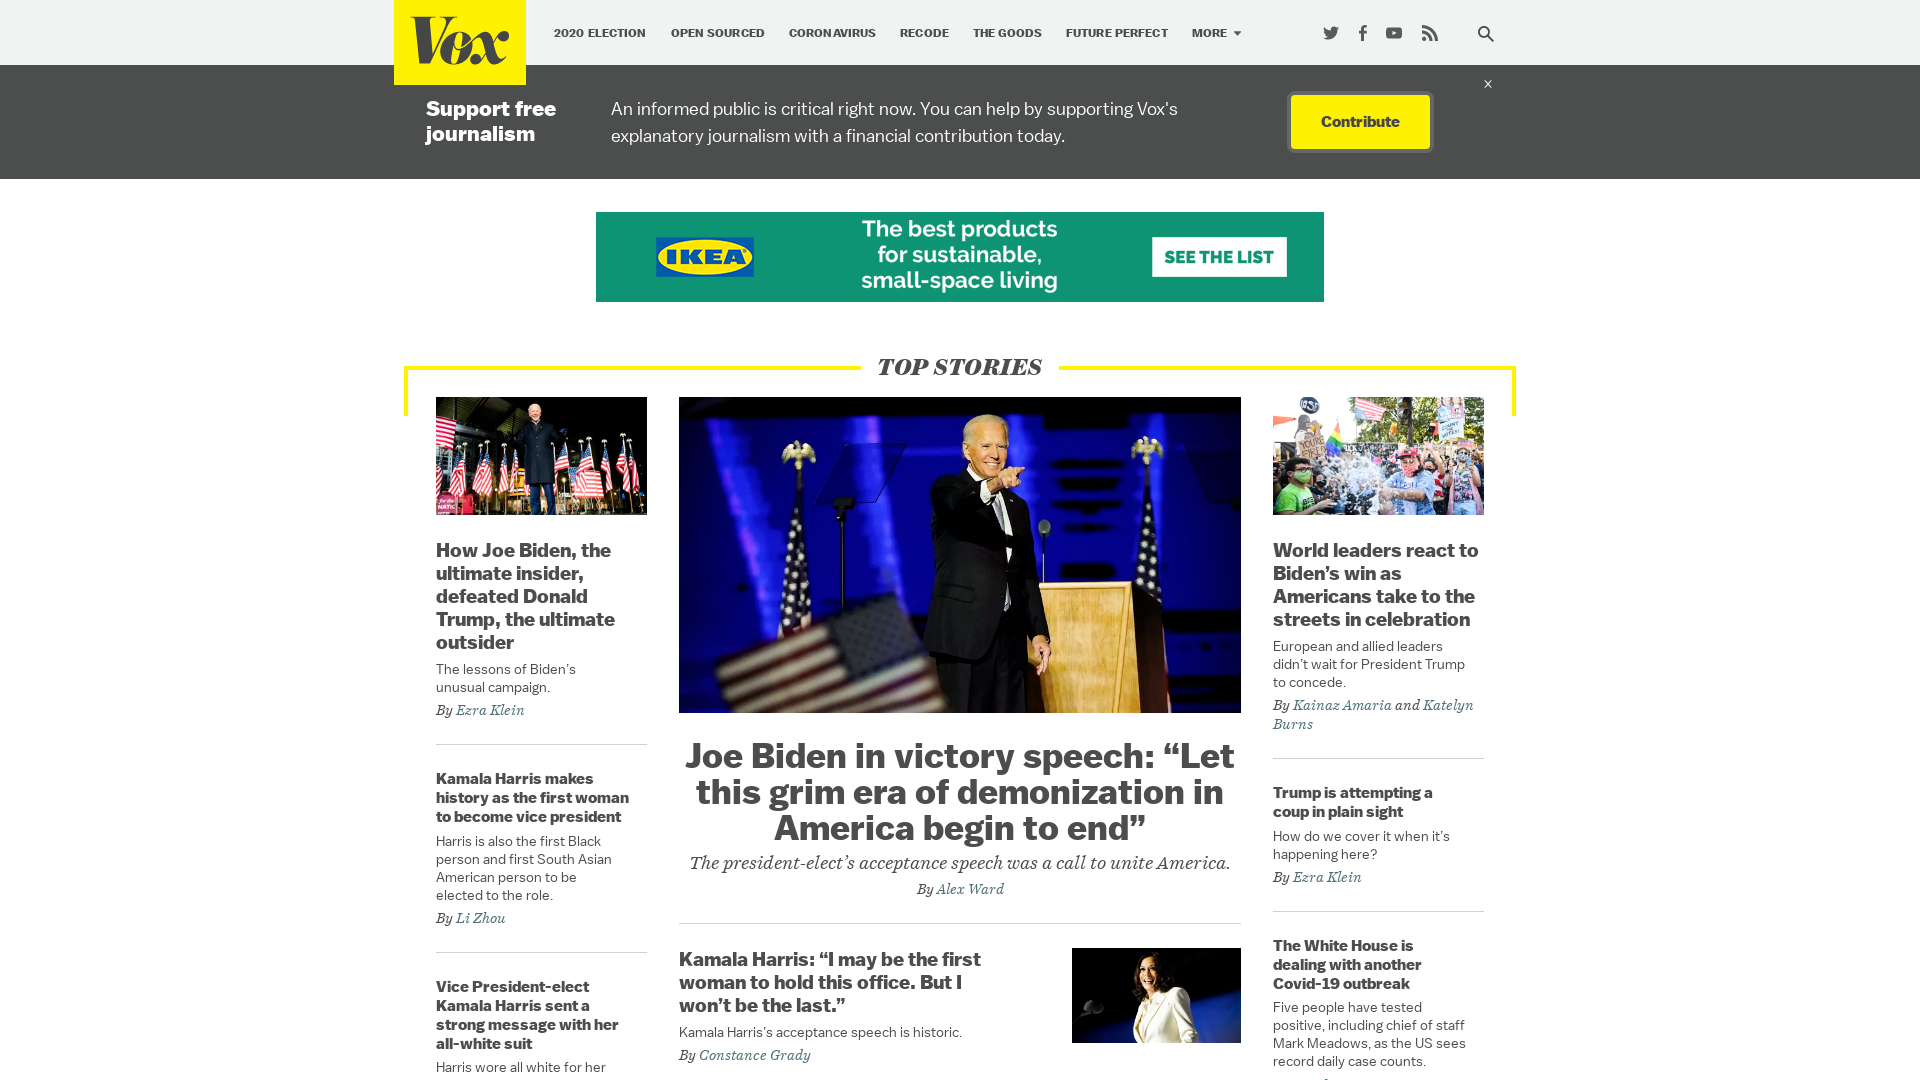 Vox
2020 ELECTION
OPEN SOURCED
CORONAVIRUS
RECODE
THE GOODS
FUTURE PERFECT
MORE
Support free
journalism
An informed public is critical right now. You can help by supporting Vox's
explanatory journalism with a financial contribution today.
Contribute
x
IKEA
The best products
for sustainable,
small-space living
SEE THE LIST
TOP STORIES
How Joe Biden, the
ultimate insider,
defeated Donald
Trump, the ultimate
outsider
The lessons of Biden’s
unusual campaign.
By Ezra Klein
Kamala Harris makes
history as the first woman
to become vice president
Harris is also the first Black
person and first South Asian
American person to be
elected to the role.
By Li Zhou
Vice President-elect
Kamala Harris sent a
strong message with her
all-white suit
Harris wore all white for her
Joe Biden in victory speech: “Let
this grim era of demonization in
America begin to end”
The president-elect’s acceptance speech was a call to unite America.
By Alex Ward
Kamala Harris: “I may be the first
woman to hold this office. But I
won’t be the last.”
Kamala Harris’s acceptance speech is historic.
By Constance Grady
World leaders react to
Biden’s win as
Americans take to the
streets in celebration
European and allied leaders
didn’t wait for President Trump
to concede.
By Kainaz Amaria and Katelyn
Burns
Trump is attempting a
coup in plain sight
How do we cover it when it’s
happening here?
By Ezra Klein
The White House is
dealing with another
Covid-19 outbreak
Five people have tested
positive, including chief of staff
Mark Meadows, as the US sees
record daily case counts.